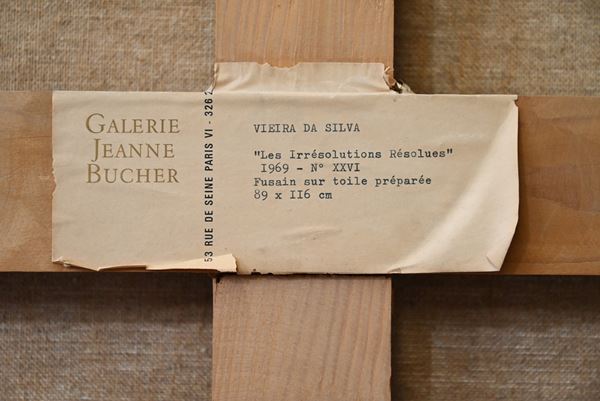 GALERIE
JEANNE
BUCHER
53 RUE DE SEINE PARIS VI - 326
VIEIRA DA SILVA
"Les Irrésolutions Résolues"
1969 - N° XXVI
Fusain sur toile préparée
89 x 116 cm